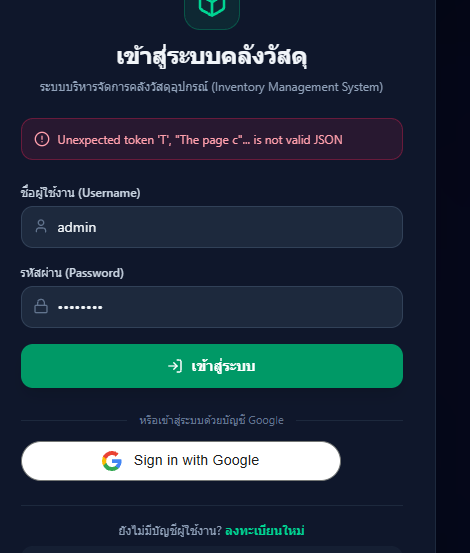 เข้าสู่ระบบคลังวัสดุ
ระบบบริหารจัดการคลังวัสดุอุปกรณ์ (Inventory Management System)
Unexpected token 'T', "The page c"... is not valid JSON
ชื่อผู้ใช้งาน (Username)
admin
รหัสผ่าน (Password)
••••••••
เข้าสู่ระบบ
หรือเข้าสู่ระบบด้วยบัญชี Google
Sign in with Google
ยังไม่มีบัญชีผู้ใช้งาน? ลงทะเบียนใหม่